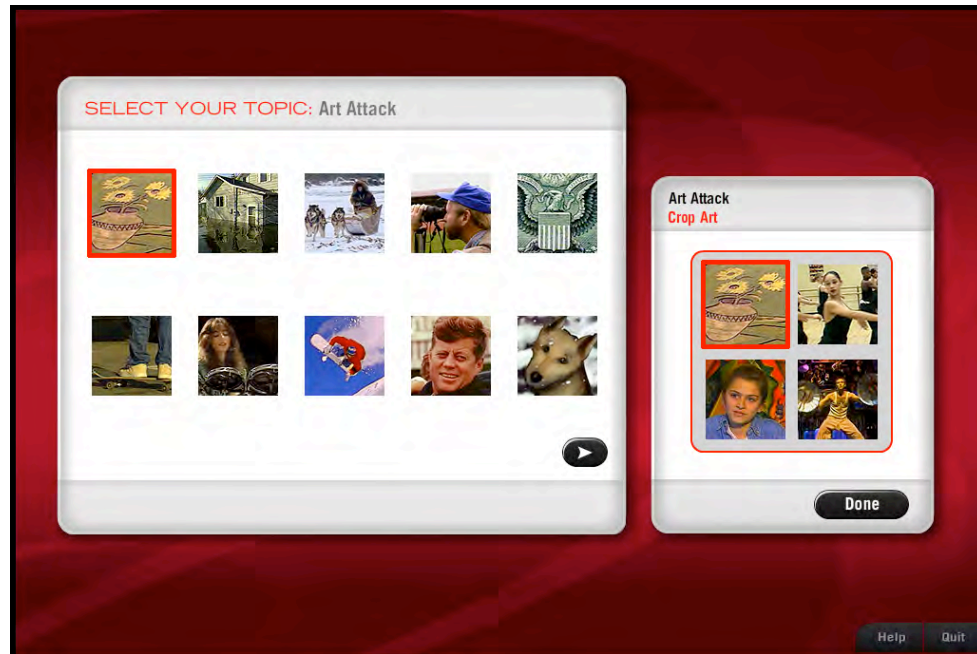 SELECT YOUR TOPIC: Art Attack
Art Attack
Crop Art
Done
Help Quit